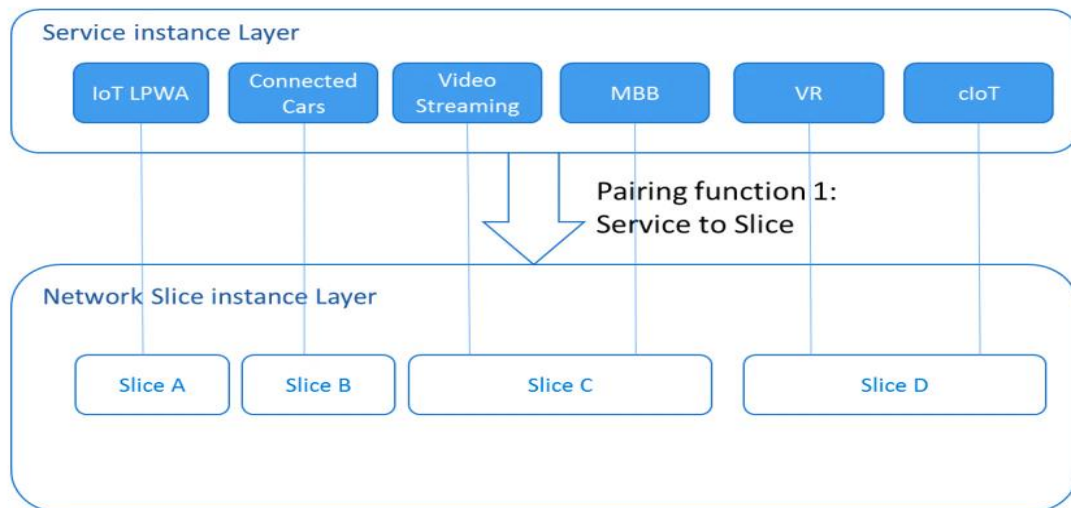 Service instance Layer
IoT LPWA
Connected
Cars
Video
Streaming
MBB
VR
cIoT
Pairing function 1:
Service to Slice
Network Slice instance Layer
Slice A
Slice B
Slice C
Slice D